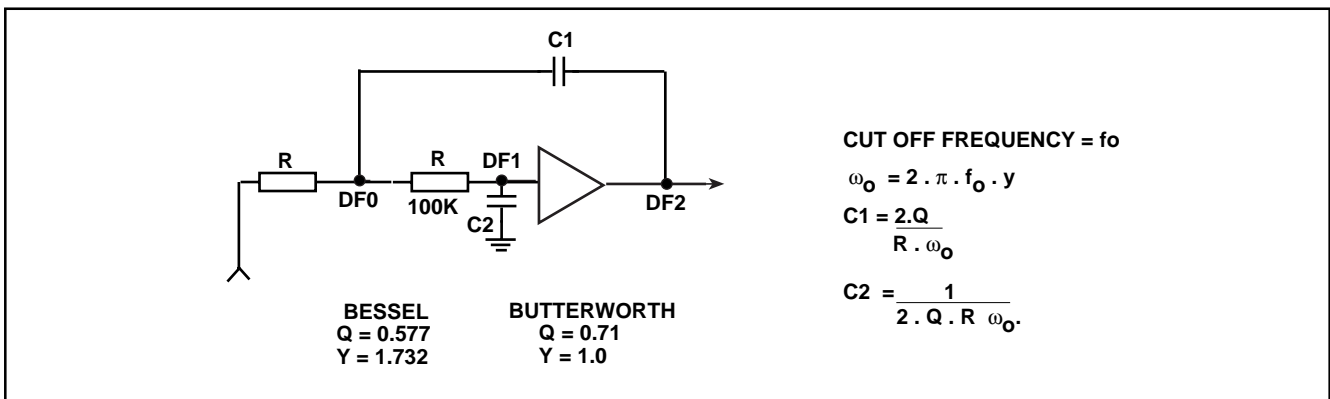 C1
R
DF0
R
100K
DF1
C2
DF2
BESSEL
Q = 0.577
Y = 1.732
BUTTERWORTH
Q = 0.71
Y = 1.0
CUT OFF FREQUENCY = fo
ωo = 2 . π . fo . y
C1 = 2.Q
R . ωo
C2 = 1
2 . Q . R ωo.